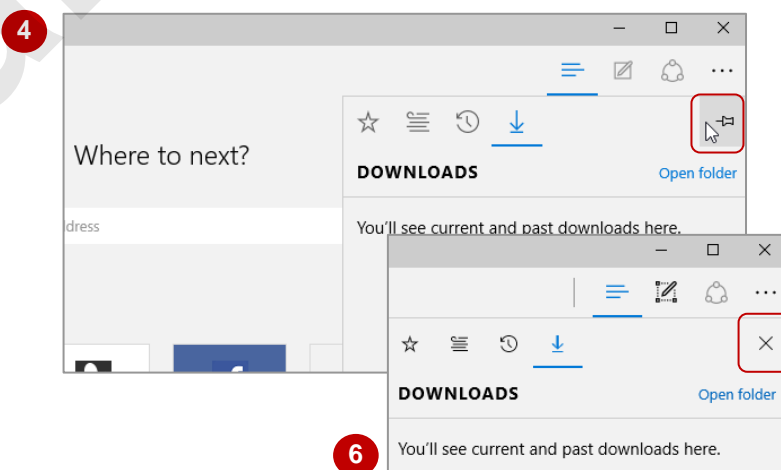 4
Where to next?
DOWNLOADS
Open folder
dress
You'll see current and past downloads here.
DOWNLOADS
Open folder
6
You'll see current and past downloads here.